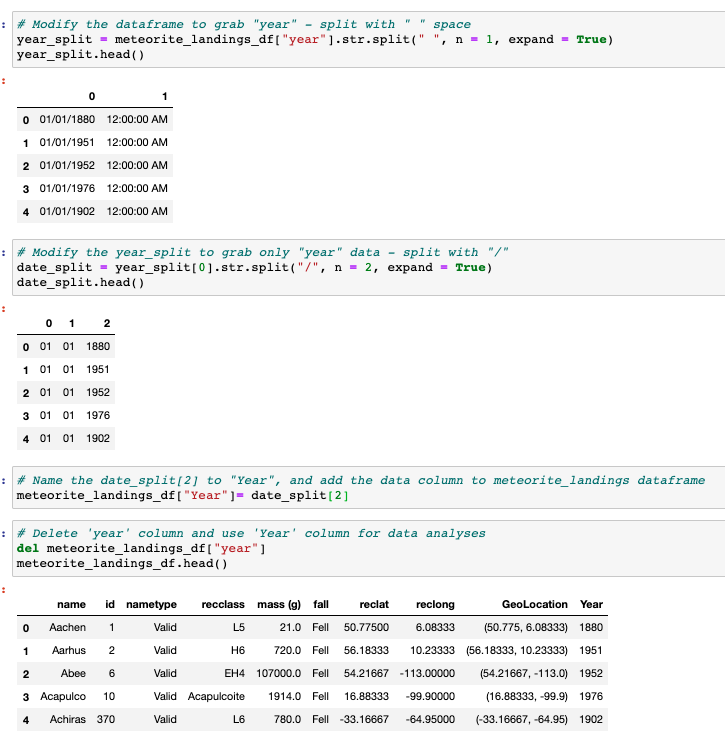 : # Modify the dataframe to grab "year" - split with " " space
year_split = meteorite_landings_df["year"].str.split(" ", n = 1, expand = True)
year_split.head()
:
0 1
0 01/01/1880 12:00:00 AM
1 01/01/1951 12:00:00 AM
2 01/01/1952 12:00:00 AM
3 01/01/1976 12:00:00 AM
4 01/01/1902 12:00:00 AM
: # Modify the year_split to grab only "year" data - split with "/"
date_split = year_split[0].str.split("/", n = 2, expand = True)
date_split.head()
:
0 1 2
0 01 01 1880
1 01 01 1951
2 01 01 1952
3 01 01 1976
4 01 01 1902
: # Name the date_split[2] to "Year", and add the data column to meteorite_landings dataframe
meteorite_landings_df["Year"]= date_split[2]
: # Delete 'year' column and use 'Year' column for data analyses
del meteorite_landings_df["year"]
meteorite_landings_df.head()
:
name id nametype recclass mass (g) fall reclat reclong GeoLocation Year
0 Aachen 1 Valid L5 21.0 Fell 50.77500 6.08333 (50.775, 6.08333) 1880
1 Aarhus 2 Valid H6 720.0 Fell 56.18333 10.23333 (56.18333, 10.23333) 1951
2 Abee 6 Valid EH4 107000.0 Fell 54.21667 -113.00000 (54.21667, -113.0) 1952
3 Acapulco 10 Valid Acapulcoite 1914.0 Fell 16.88333 -99.90000 (16.88333, -99.9) 1976
4 Achiras 370 Valid L6 780.0 Fell -33.16667 -64.95000 (-33.16667, -64.95) 1902